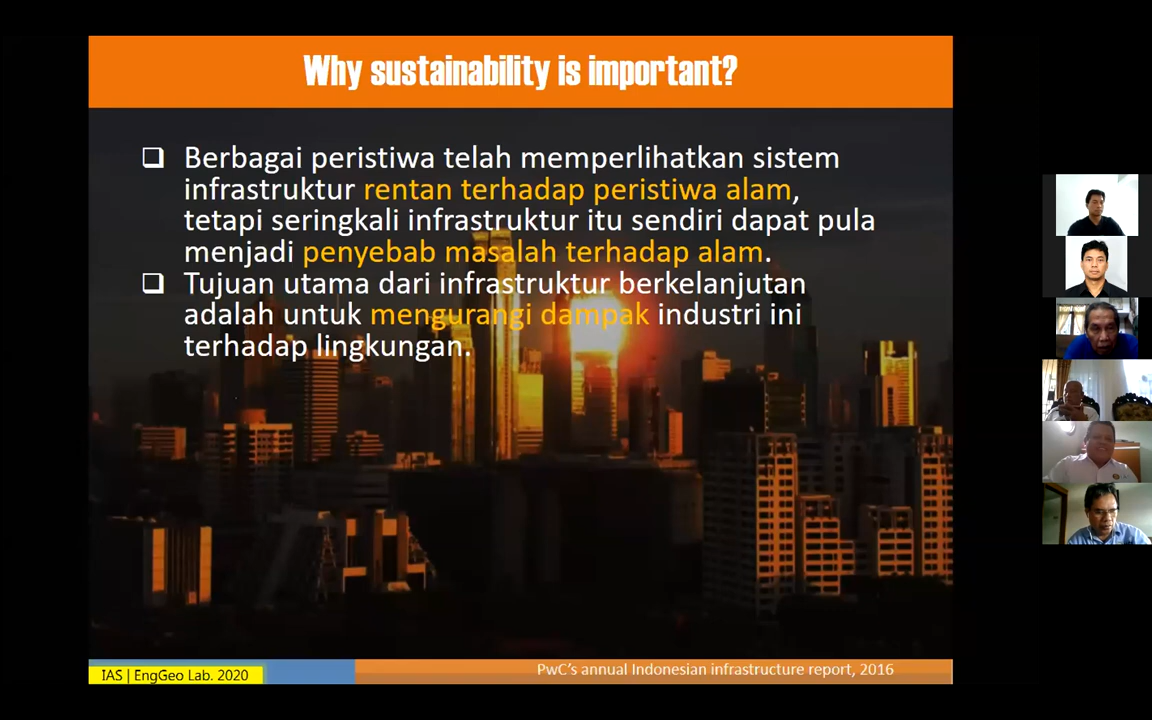 Why sustainability is important?
❑ Berbagai peristiwa telah memperlihatkan sistem
infrastruktur rentan terhadap peristiwa alam,
tetapi seringkali infrastruktur itu sendiri dapat pula
menjadi penyebab masalah terhadap alam.
❑ Tujuan utama dari infrastruktur berkelanjutan
adalah untuk mengurangi dampak industri ini
terhadap lingkungan.
IAS | EngGeo Lab. 2020
PwC's annual Indonesian infrastructure report, 2016